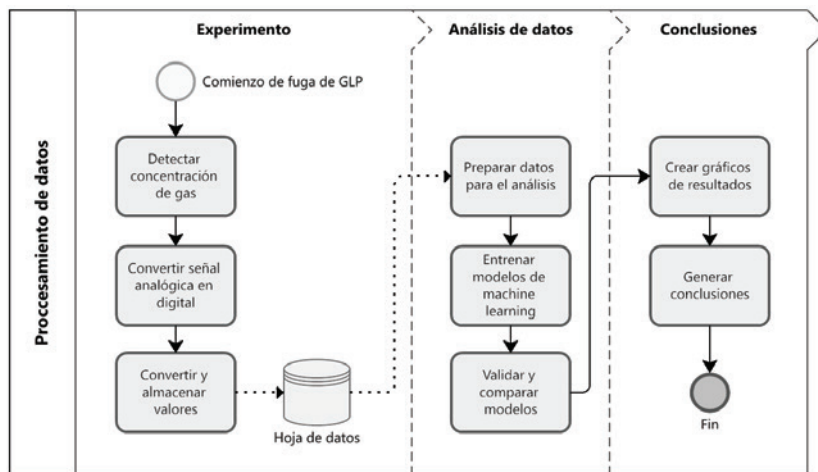 Experimento
Análisis de datos
Conclusiones
Proccesamiento de datos
Comienzo de fuga de GLP
Detectar
concentración
de gas
Convertir señal
analógica en
digital
Convertir y
almacenar
valores
Hoja de datos
Preparar datos
para el análisis
Entrenar
modelos de
machine
learning
Validar y
comparar
modelos
Crear gráficos
de resultados
Generar
conclusiones
Fin